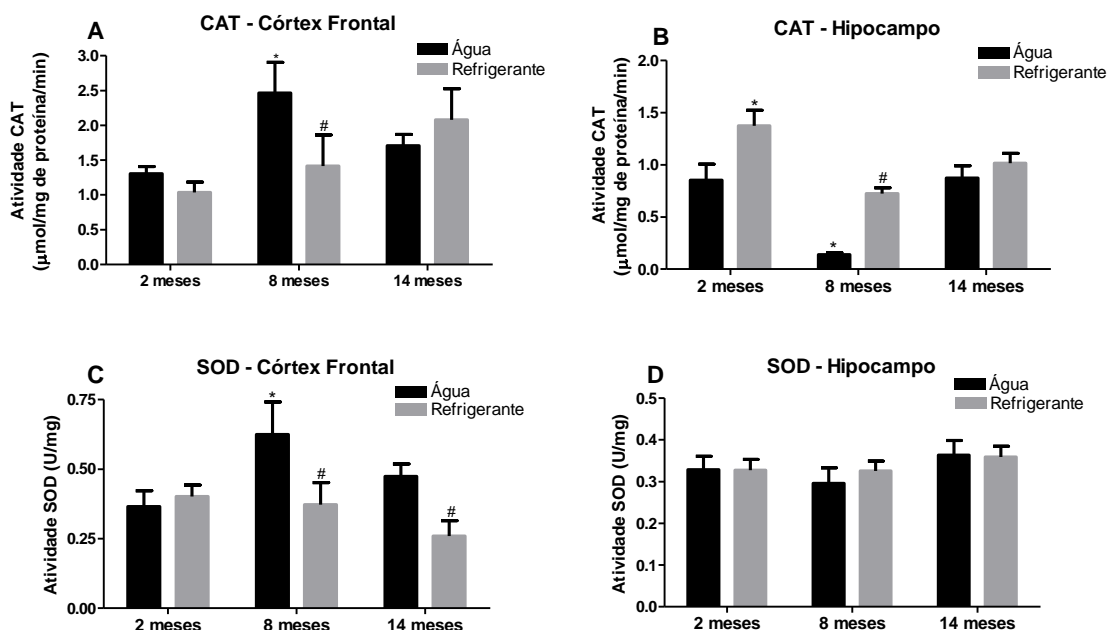 A
CAT - Córtex Frontal
Água
Refrigerante
Atividade CAT
(μmol/mg de proteína/min)
3.0
2.5
2.0
1.5
1.0
0.5
0.0
*
#
2 meses
8 meses
14 meses
B
CAT - Hipocampo
Água
Refrigerante
Atividade CAT
(μmol/mg de proteína/min)
2.0
1.5
1.0
0.5
0.0
*
*
#
2 meses
8 meses
14 meses
C
SOD - Córtex Frontal
Água
Refrigerante
Atividade SOD (U/mg)
0.75
0.50
0.25
0.00
*
#
#
2 meses
8 meses
14 meses
D
SOD - Hipocampo
Água
Refrigerante
Atividade SOD (U/mg)
0.5
0.4
0.3
0.2
0.1
0.0
2 meses
8 meses
14 meses